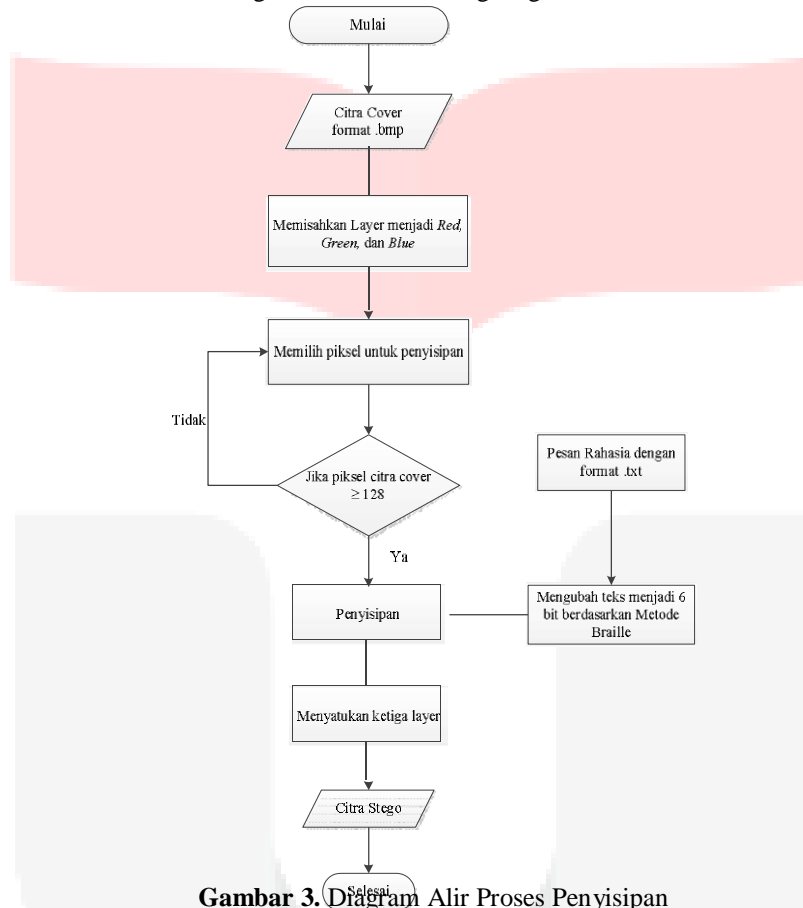 Mulai
Citra Cover
format .bmp
Memisahkan Layer menjadi Red,
Green, dan Blue
Memilih piksel untuk penyisipan
Tidak
Jika piksel citra cover
≥ 128
Pesan Rahasia dengan
format .txt
Ya
Penyisipan
Mengubah teks menjadi 6
bit berdasarkan Metode
Braille
Menyatukan ketiga layer
Citra Stego
Selesai
Gambar 3. Diagram Alir Proses Penyisipan